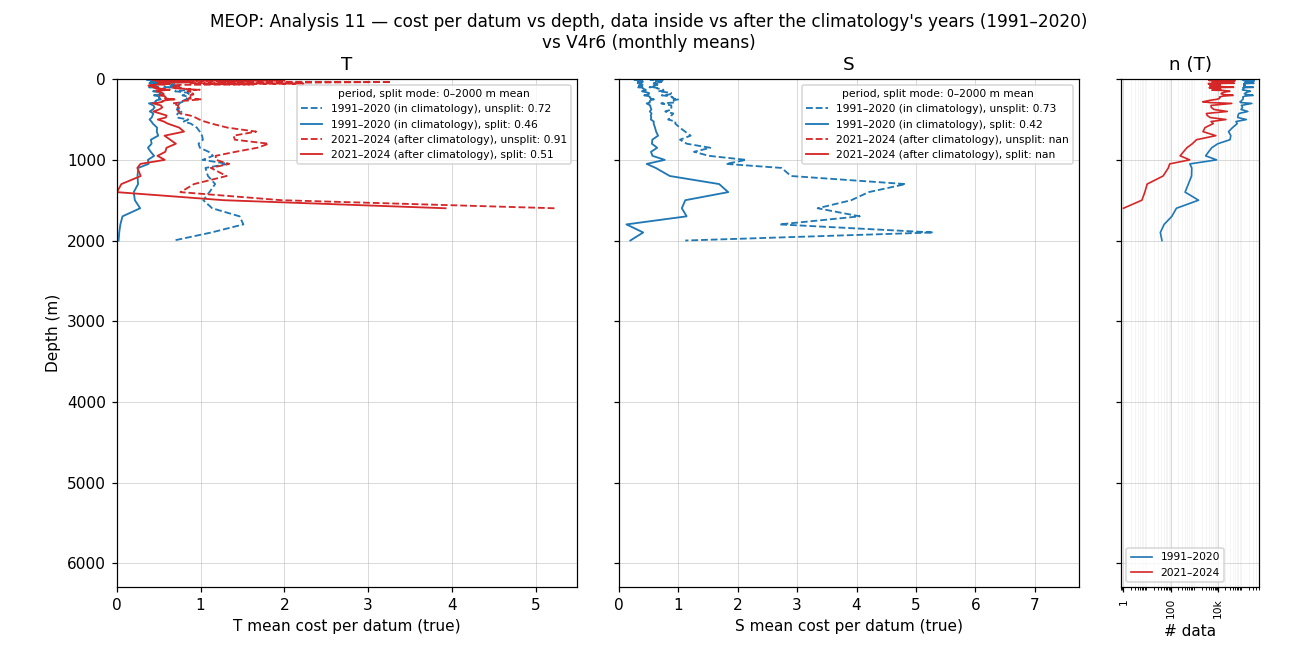 MEOP: Analysis 11 — cost per datum vs depth, data inside vs after the climatology's years (1991–2020)
vs V4r6 (monthly means)
T
S
n (T)
period, split mode: 0–2000 m mean
1991–2020 (in climatology), unsplit: 0.72
1991–2020 (in climatology), split: 0.46
2021–2024 (after climatology), unsplit: 0.91
2021–2024 (after climatology), split: 0.51
period, split mode: 0–2000 m mean
1991–2020 (in climatology), unsplit: 0.73
1991–2020 (in climatology), split: 0.42
2021–2024 (after climatology), unsplit: nan
2021–2024 (after climatology), split: nan
1991–2020
2021–2024
Depth (m)
0
1000
2000
3000
4000
5000
6000
0 1 2 3 4 5
T mean cost per datum (true)
0 1 2 3 4 5 6 7
S mean cost per datum (true)
1 100 10k
# data